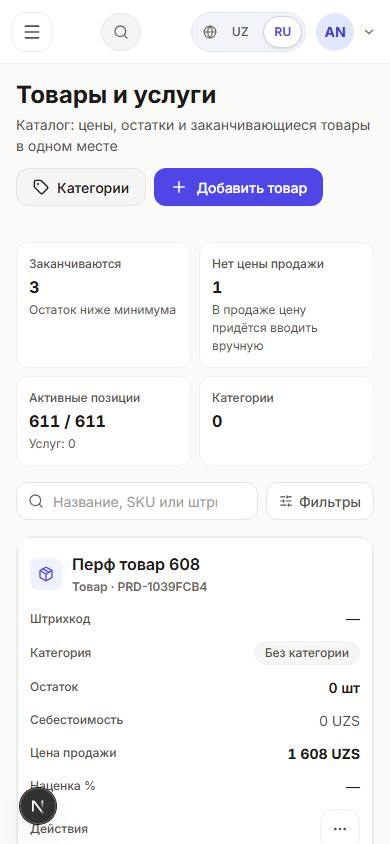 UZ
RU
AN
Товары и услуги
Каталог: цены, остатки и заканчивающиеся товары
в одном месте
Категории
Добавить товар
Заканчиваются
3
Остаток ниже минимума
Нет цены продажи
1
В продаже цену
придётся вводить
вручную
Активные позиции
611 / 611
Услуг: 0
Категории
0
Название, SKU или штри
Фильтры
Перф товар 608
Товар · PRD-1039FCB4
Штрихкод —
Категория Без категории
Остаток 0 шт
Себестоимость 0 UZS
Цена продажи 1 608 UZS
Наценка % —
N
Действия